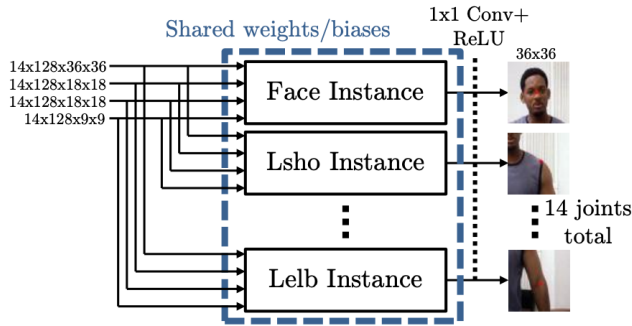 1x1 Conv+
ReLU
Shared weights/biases
36x36
14x128x36x36
14x128x18x18
14x128x18x18
14x128x9x9
Face Instance
Lsho Instance
14 joints
total
Lelb Instance